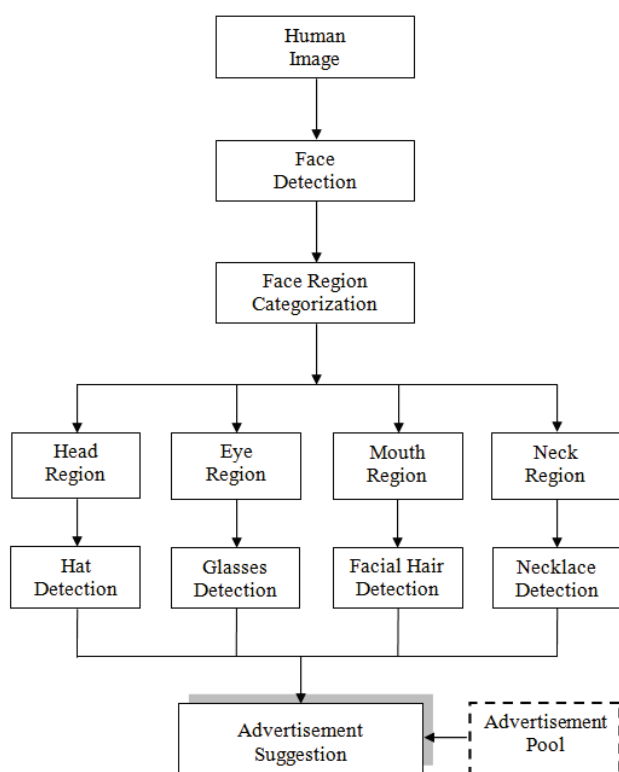 Human
Image
Face
Detection
Face Region
Categorization
Head
Region
Eye
Region
Mouth
Region
Neck
Region
Hat
Detection
Glasses
Detection
Facial Hair
Detection
Necklace
Detection
Advertisement
Suggestion
Advertisement
Pool